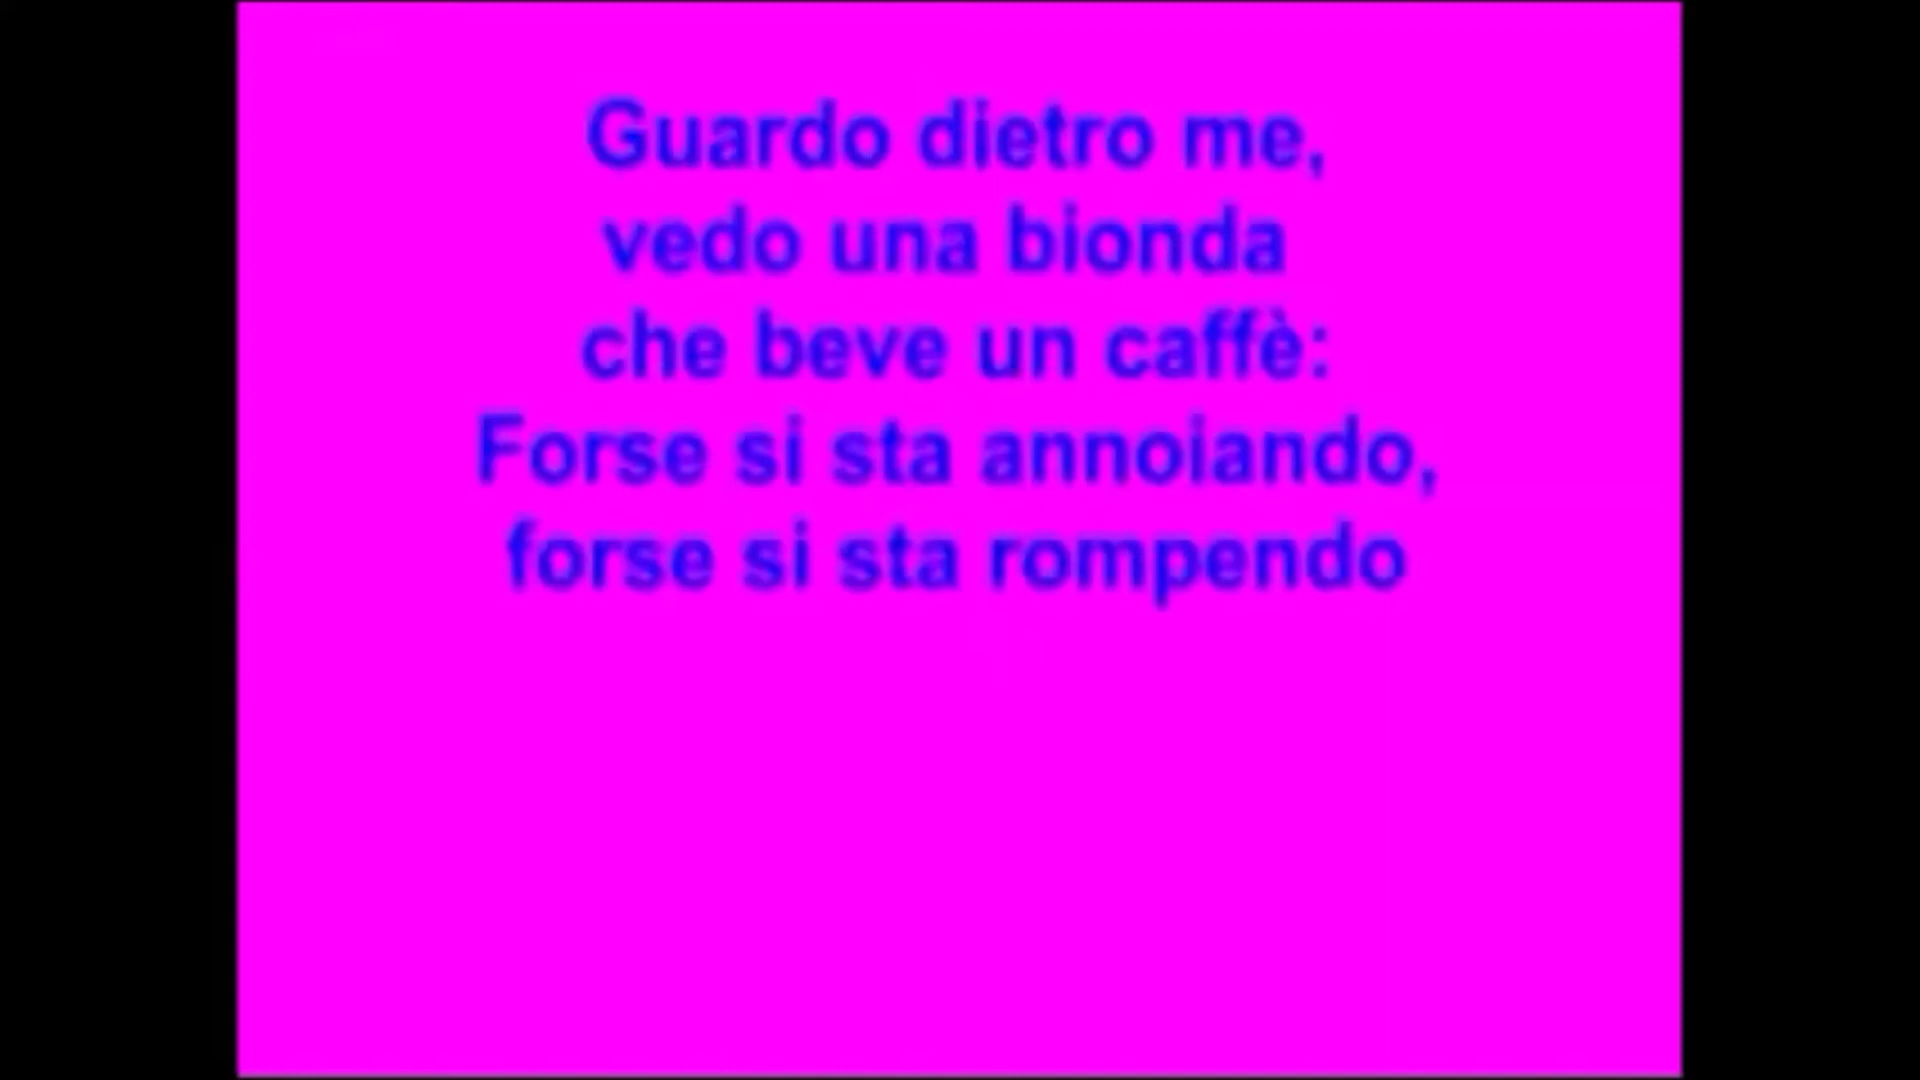 Guardo dietro me,
vedo una bionda
che beve un caffè:
Forse si sta annoiando,
forse si sta rompendo